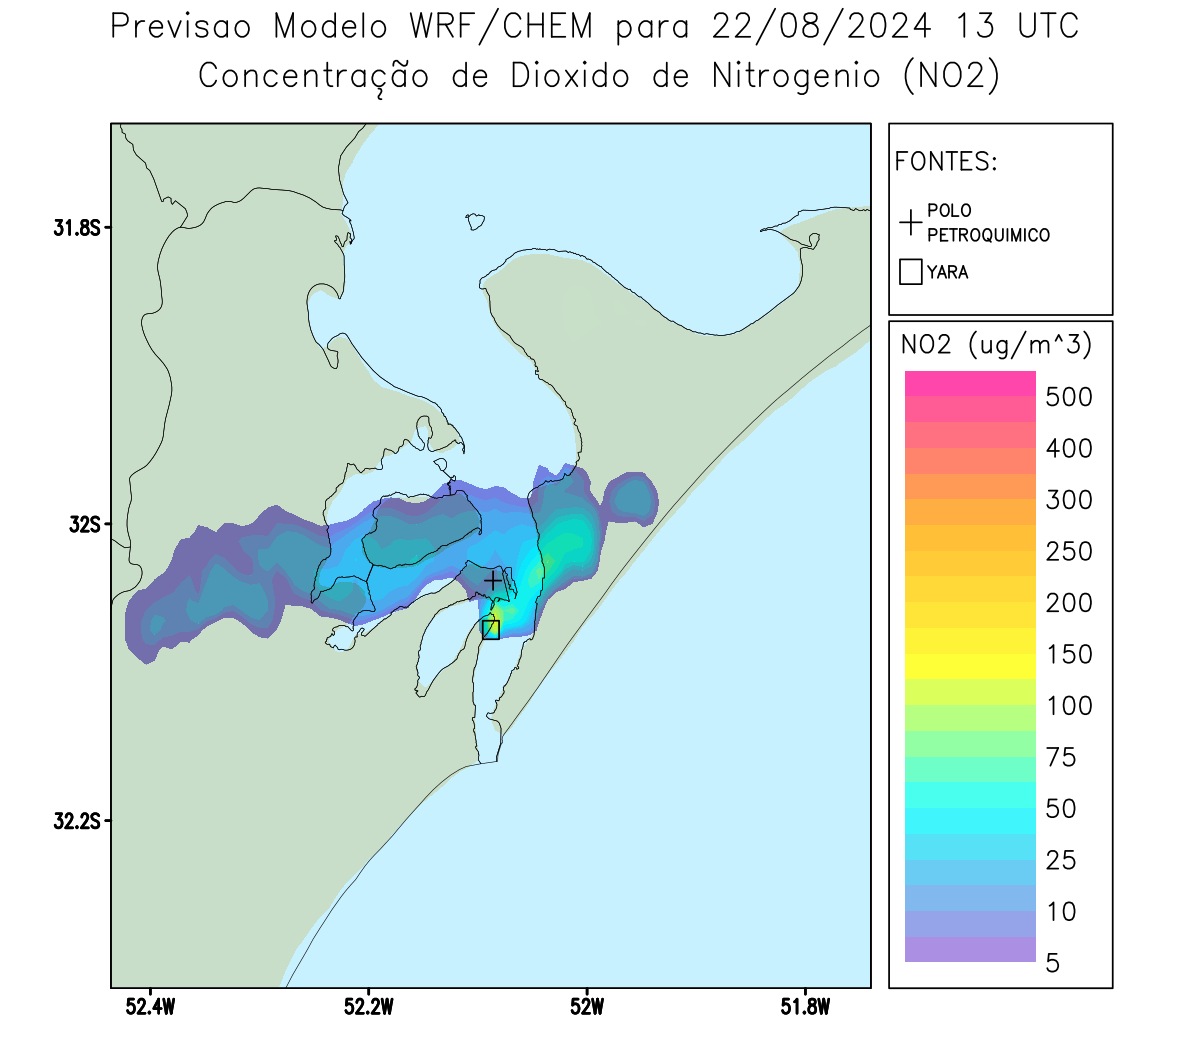 Previsao Modelo WRF/CHEM para 22/08/2024 13 UTC
Concentração de Dioxido de Nitrogenio (NO2)
FONTES:
POLO
PETROQUIMICO
YARA
NO2 (ug/m^3)
500
400
300
250
200
150
100
75
50
25
10
5
31.8S
32S
32.2S
52.4W
52.2W
52W
51.8W